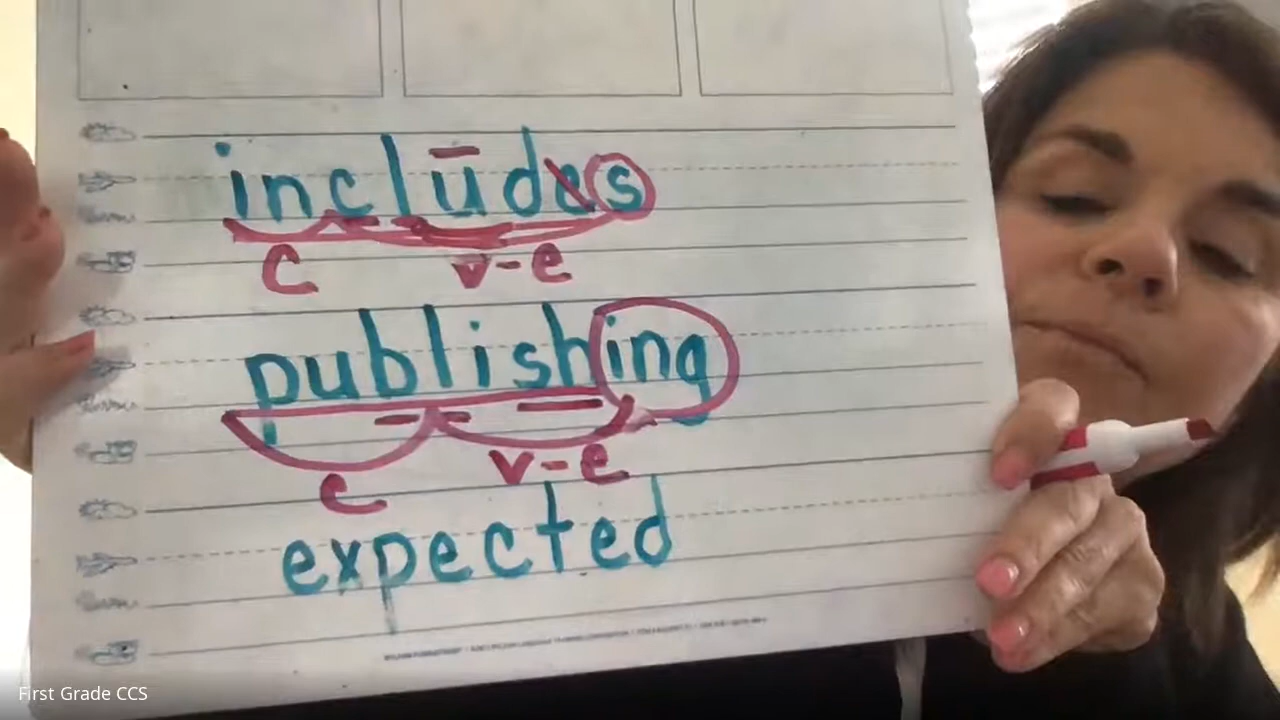 includes
c v-e
publishing
c v-e
expected
First Grade CCS